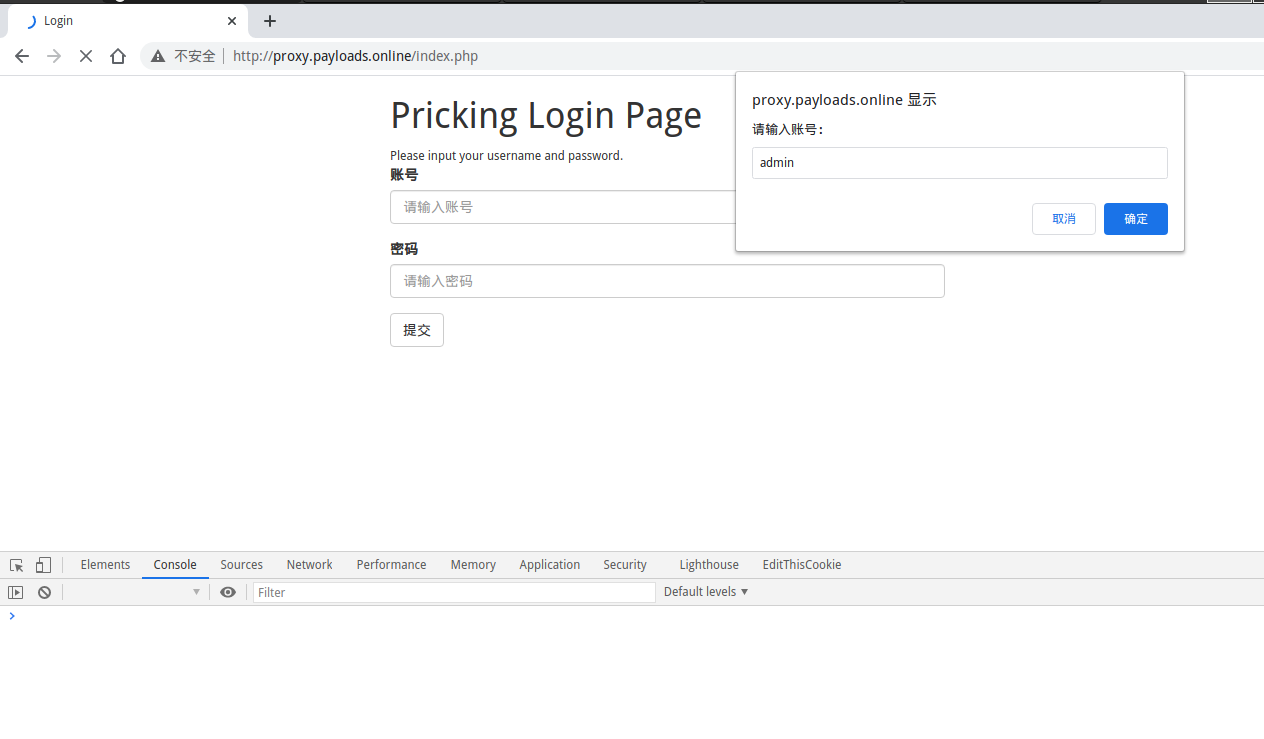 Login
不安全 http://proxy.payloads.online/index.php
proxy.payloads.online 显示
请输入账号：
admin
取消 确定
Pricking Login Page
Please input your username and password.
账号
请输入账号
密码
请输入密码
提交
Elements Console Sources Network Performance Memory Application Security Lighthouse EditThisCookie
Filter Default levels